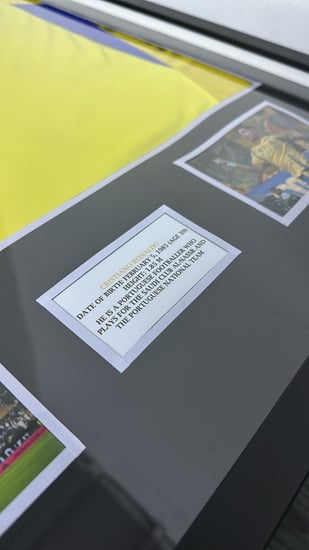 CRISTIANO RONALDO
DATE OF BIRTH: FEBRUARY 5, 1985 (AGE 39)
HEIGHT: 1.85 M
HE IS A PORTUGUESE FOOTBALLER WHO
PLAYS FOR THE SAUDI CLUB AL-NASSR AND
THE PORTUGUESE NATIONAL TEAM